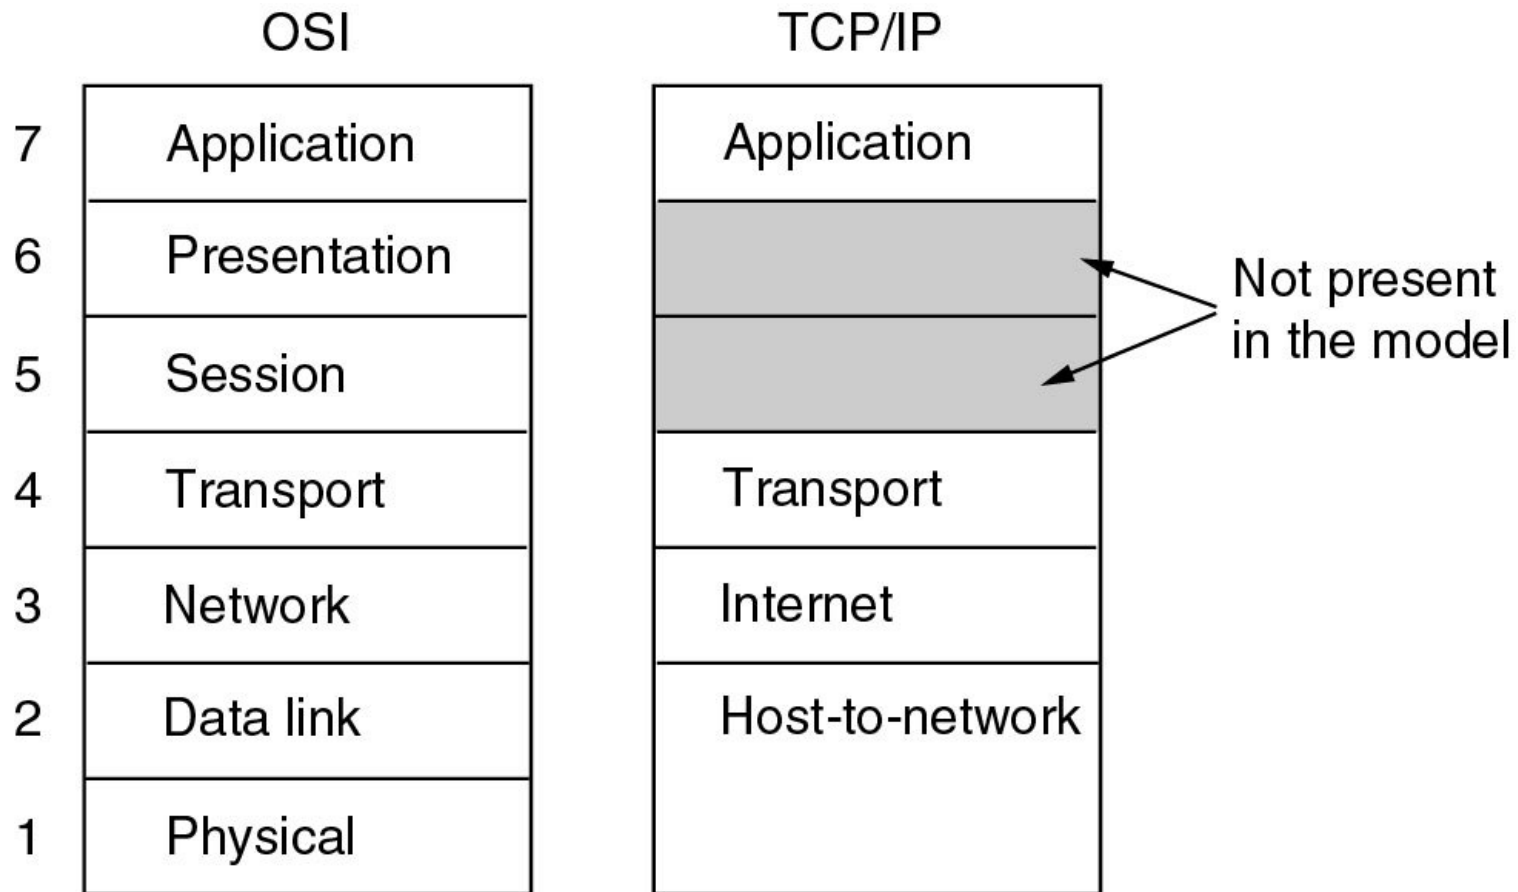 OSI
TCP/IP
7
Application
Application
6
Presentation
Not present
in the model
5
Session
4
Transport
Transport
3
Network
Internet
2
Data link
Host-to-network
1
Physical